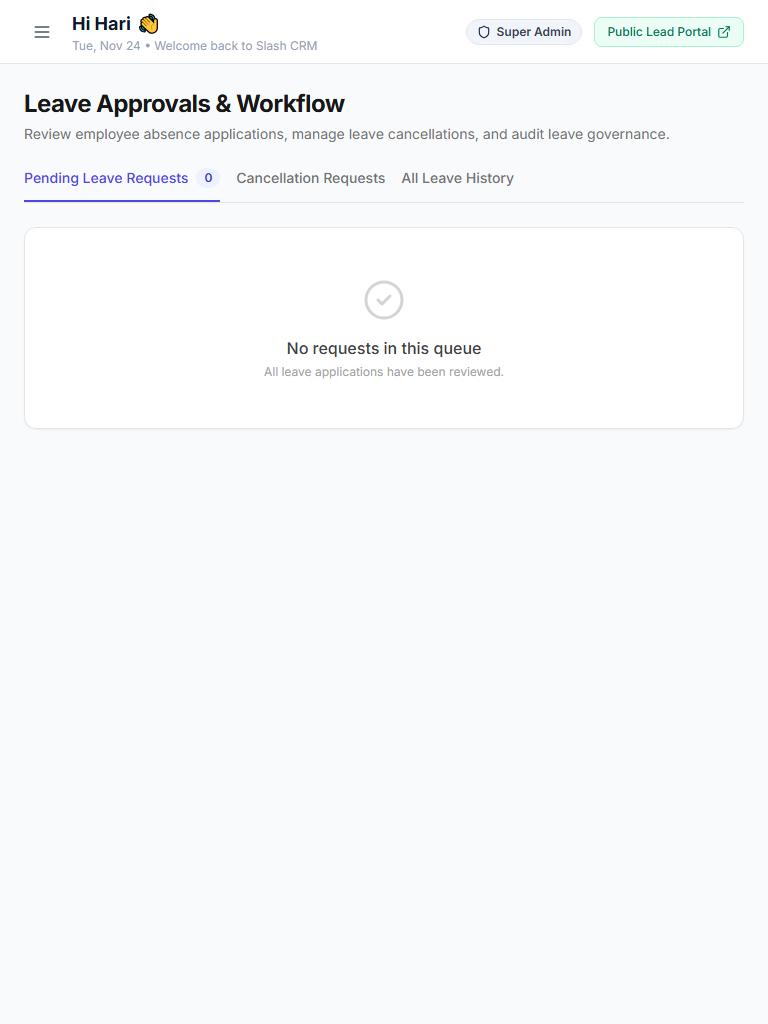 Hi Hari 👋
Tue, Nov 24 • Welcome back to Slash CRM
Super Admin
Public Lead Portal
Leave Approvals & Workflow
Review employee absence applications, manage leave cancellations, and audit leave governance.
Pending Leave Requests 0 Cancellation Requests All Leave History
No requests in this queue
All leave applications have been reviewed.